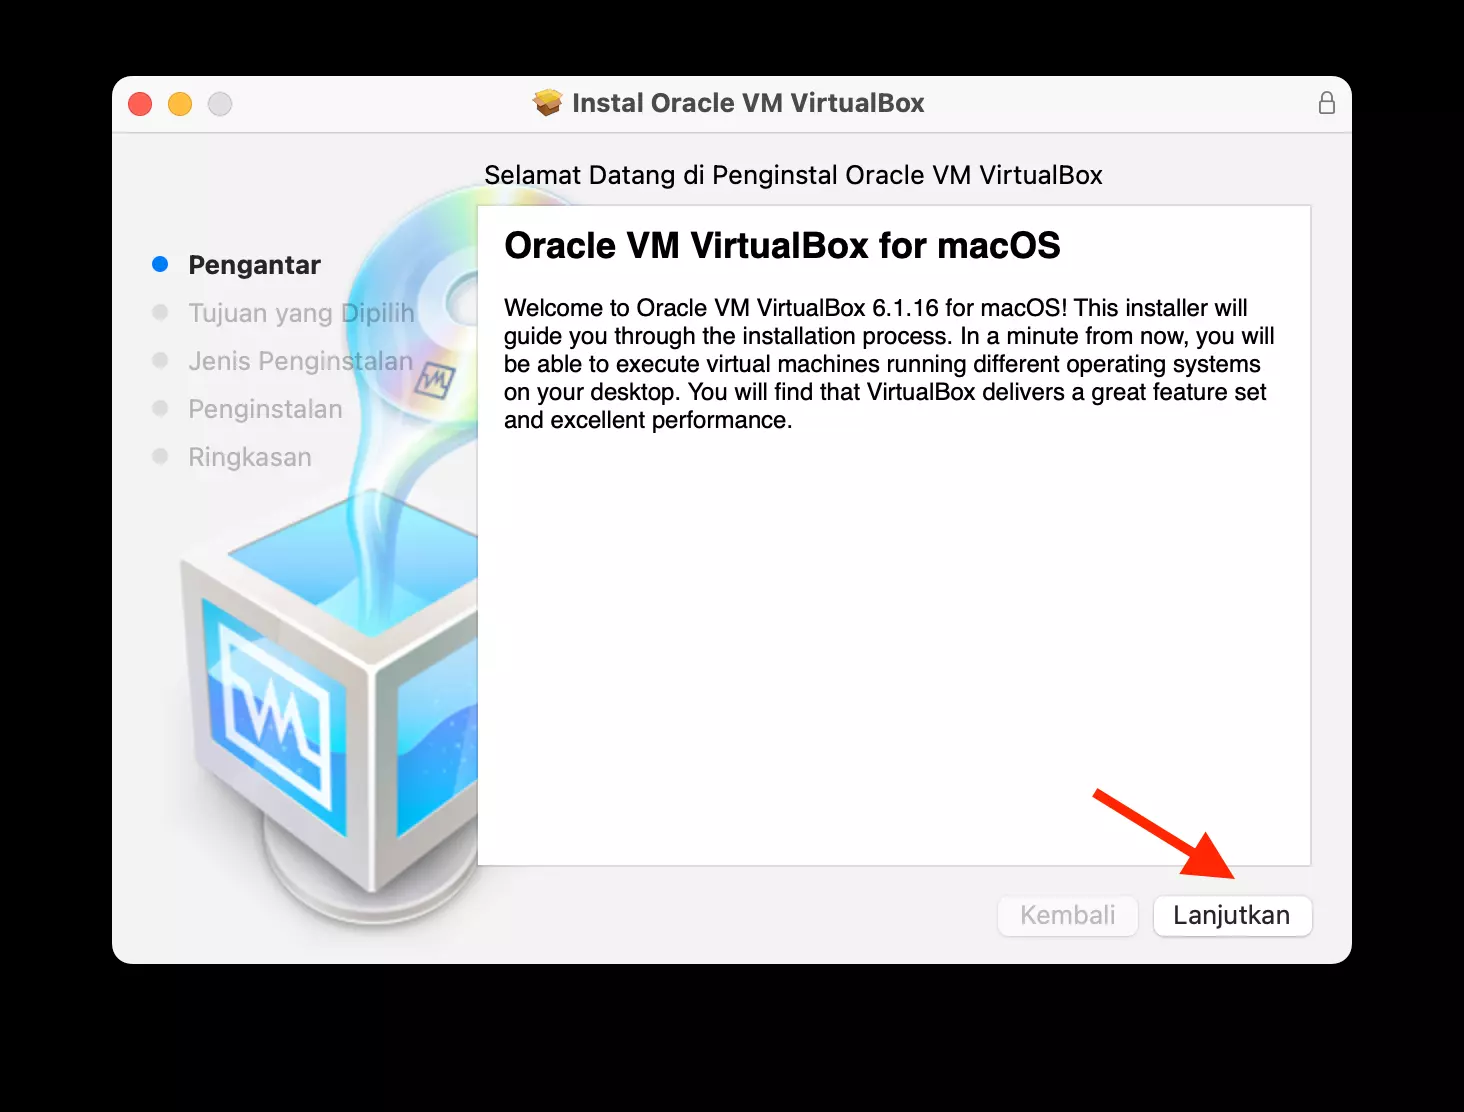 Instal Oracle VM VirtualBox
Selamat Datang di Penginstal Oracle VM VirtualBox
Pengantar
Tujuan yang Dipilih
Jenis Penginstalan
Penginstalan
Ringkasan
Oracle VM VirtualBox for macOS
Welcome to Oracle VM VirtualBox 6.1.16 for macOS! This installer will
guide you through the installation process. In a minute from now, you will
be able to execute virtual machines running different operating systems
on your desktop. You will find that VirtualBox delivers a great feature set
and excellent performance.
Kembali
Lanjutkan